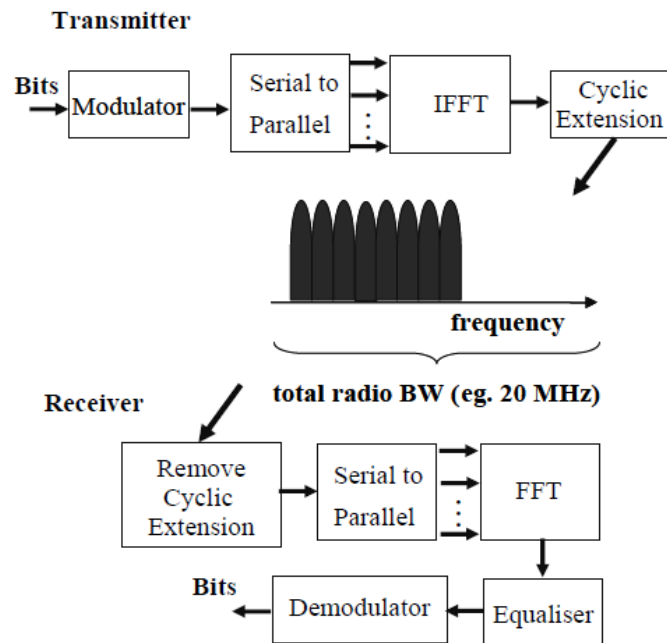 Transmitter
Bits
Modulator
Serial to
Parallel
IFFT
Cyclic
Extension
frequency
total radio BW (eg. 20 MHz)
Receiver
Remove
Cyclic
Extension
Serial to
Parallel
FFT
Bits
Demodulator
Equaliser